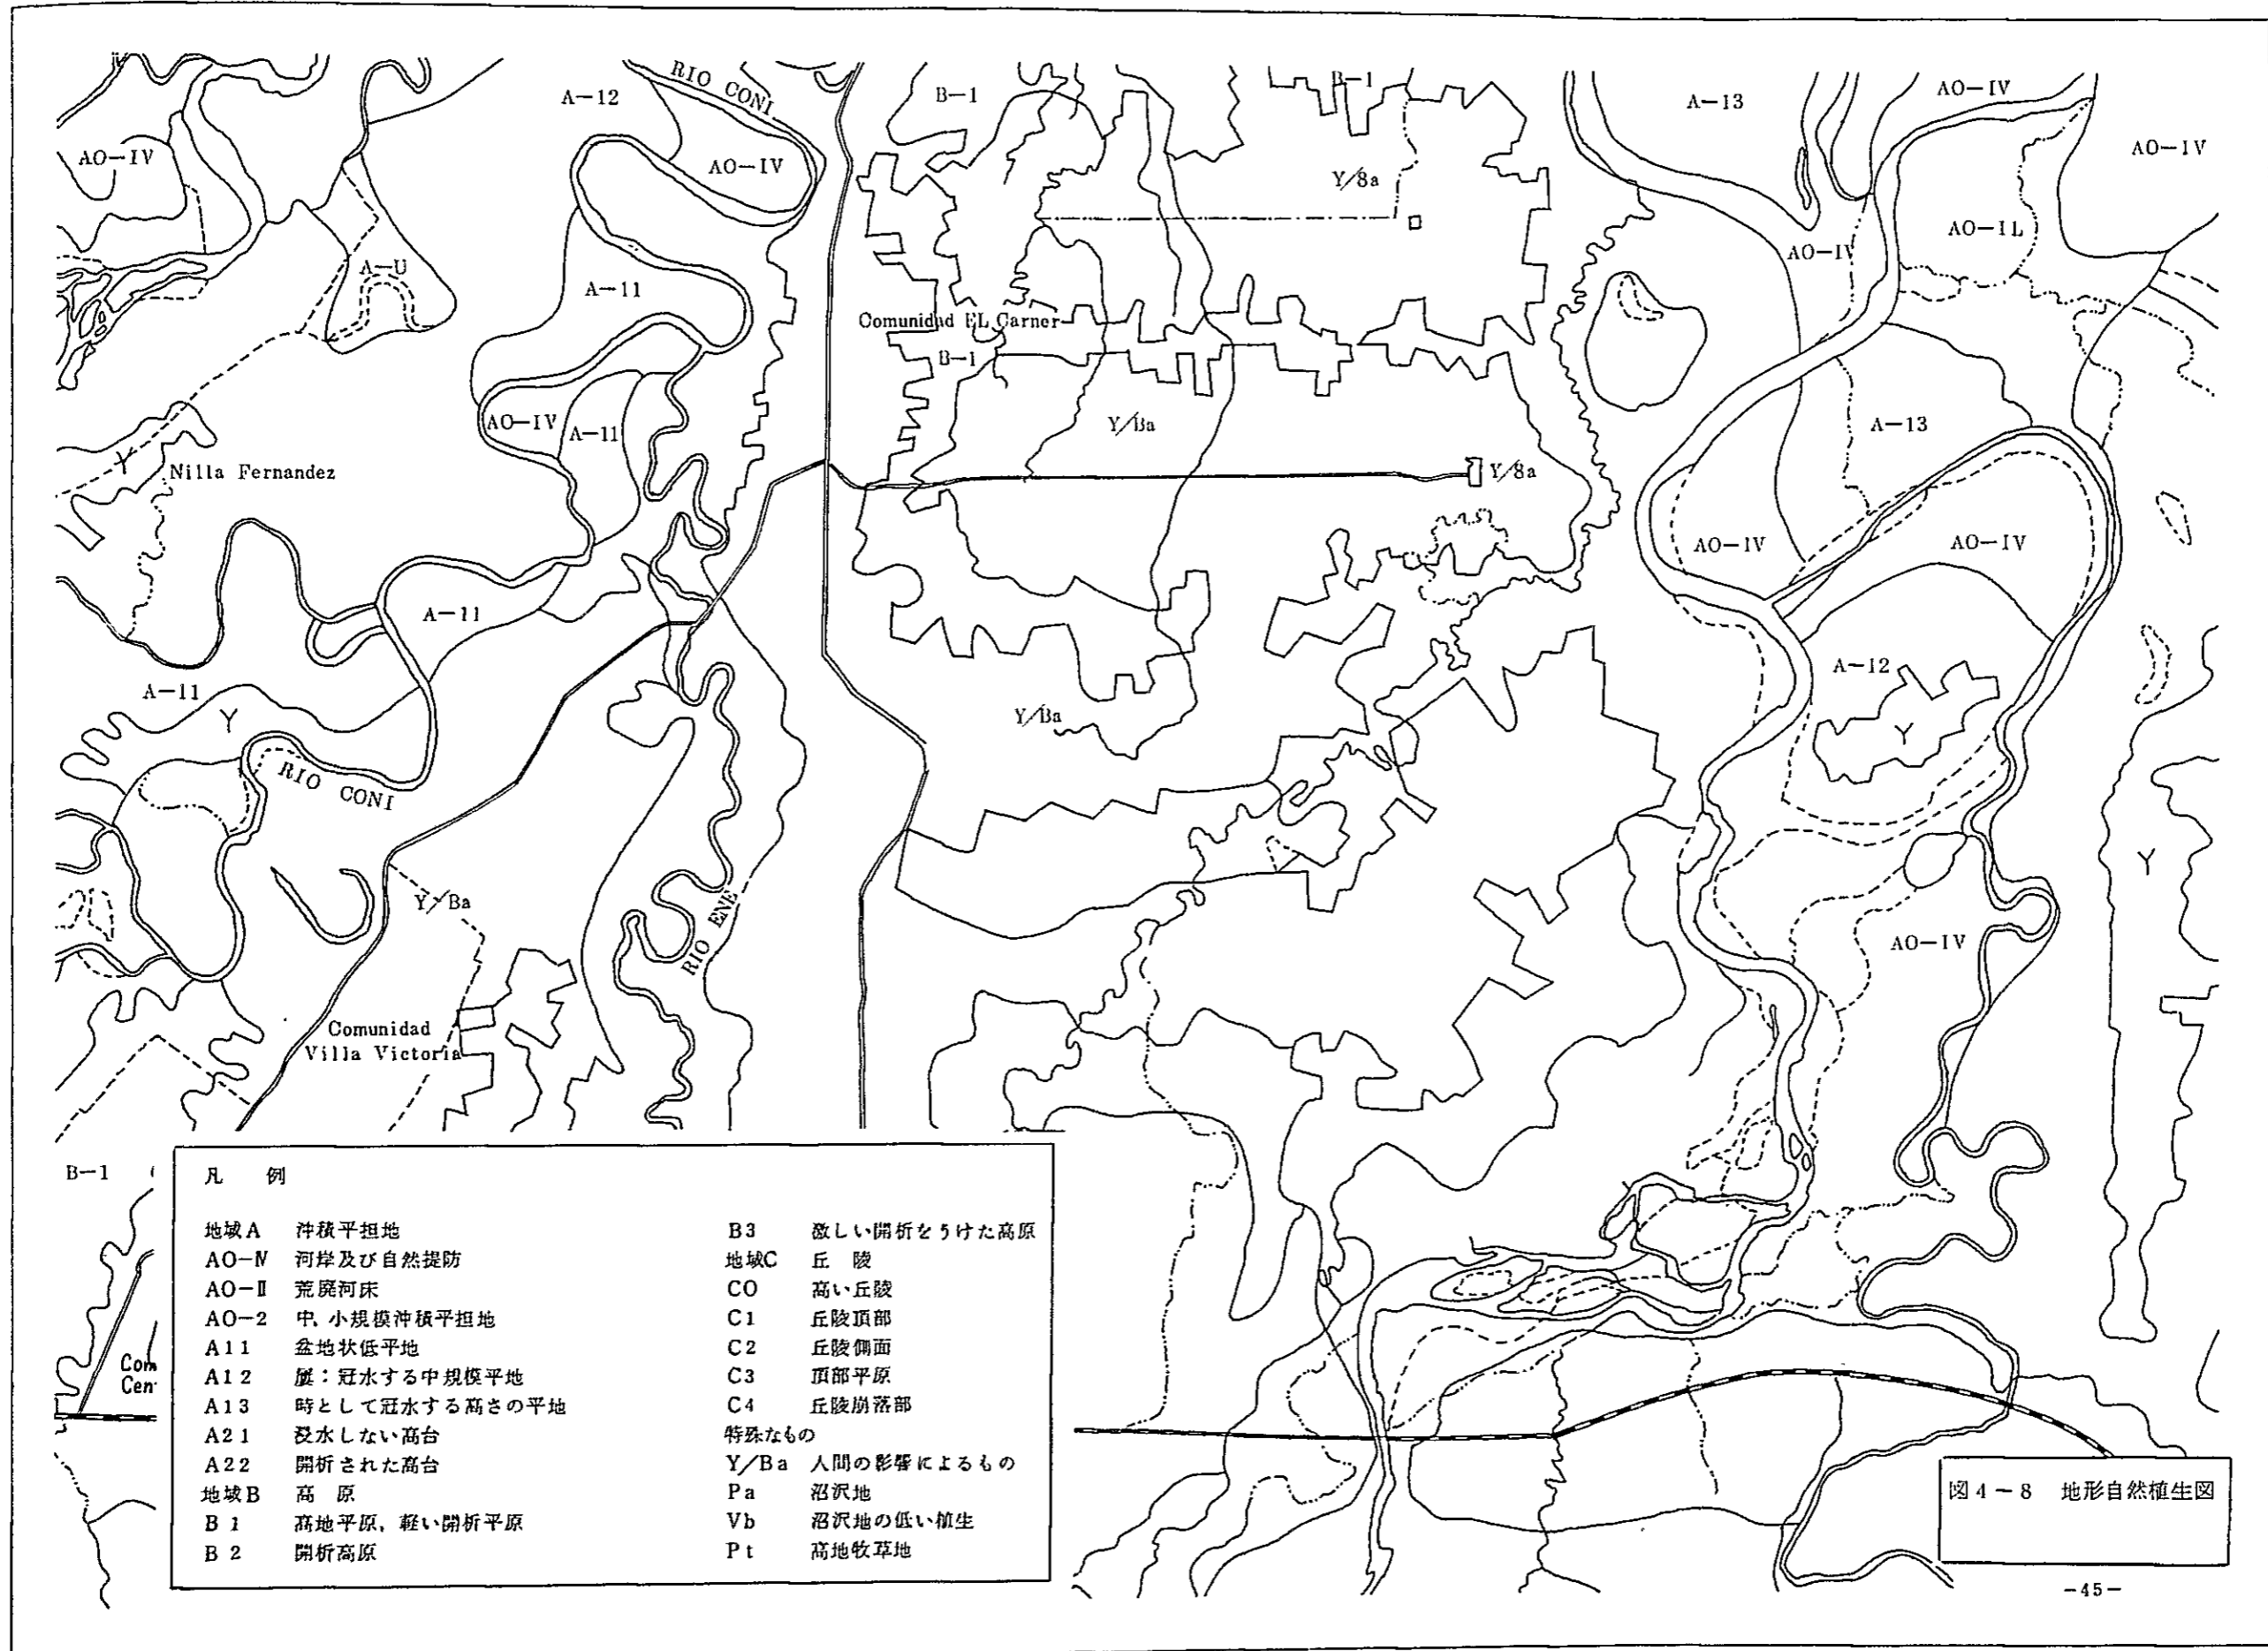 RIO CONI
A-12
B-1
B-1
A-13
AO-IV
AO-IV
AO-IV
AO-IV
Y/8a
AO-IL
AO-IV
A-U
A-11
Comunidad EL Carner
B-1
AO-IV
A-11
Y/Ba
A-13
Y
Nilla Fernandez
Y/8a
AO-IV
AO-IV
A-11
A-12
A-11
Y
Y/Ba
Y
RIO CONI
Y
Y/Ba
RIO ENE
AO-IV
Comunidad
Villa Victoria
B-1
Com
Cen
凡 例
地域A 沖積平担地
AO-Ⅳ 河岸及び自然提防
AO-Ⅱ 荒廃河床
AO-2 中、小規模沖積平担地
A11 盆地状低平地
A12 屢：冠水する中規模平地
A13 時として冠水する高さの平地
A21 浸水しない高台
A22 開析された高台
地域B 高 原
B1 高地平原，軽い開析平原
B2 開析高原
B3 激しい開析をうけた高原
地域C 丘 陵
CO 高い丘陵
C1 丘陵頂部
C2 丘陵側面
C3 頂部平原
C4 丘陵崩落部
特殊なもの
Y/Ba 人間の影響によるもの
Pa 沼沢地
Vb 沼沢地の低い植生
Pt 高地牧草地
図4-8 地形自然植生図
-45-